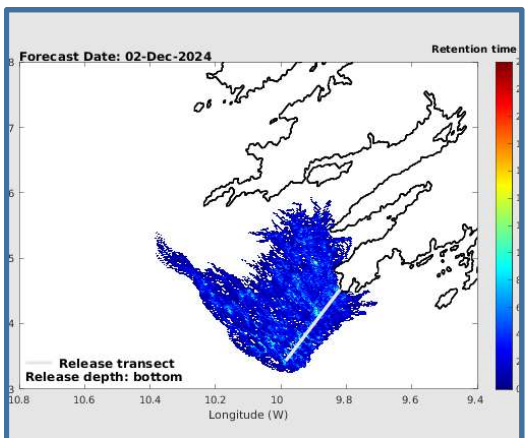 Forecast Date: 02-Dec-2024
Retention time
8
7
6
5
4
3
Release transect
Release depth: bottom
10.8 10.6 10.4 10.2 10 9.8 9.6 9.4
Longitude (W)